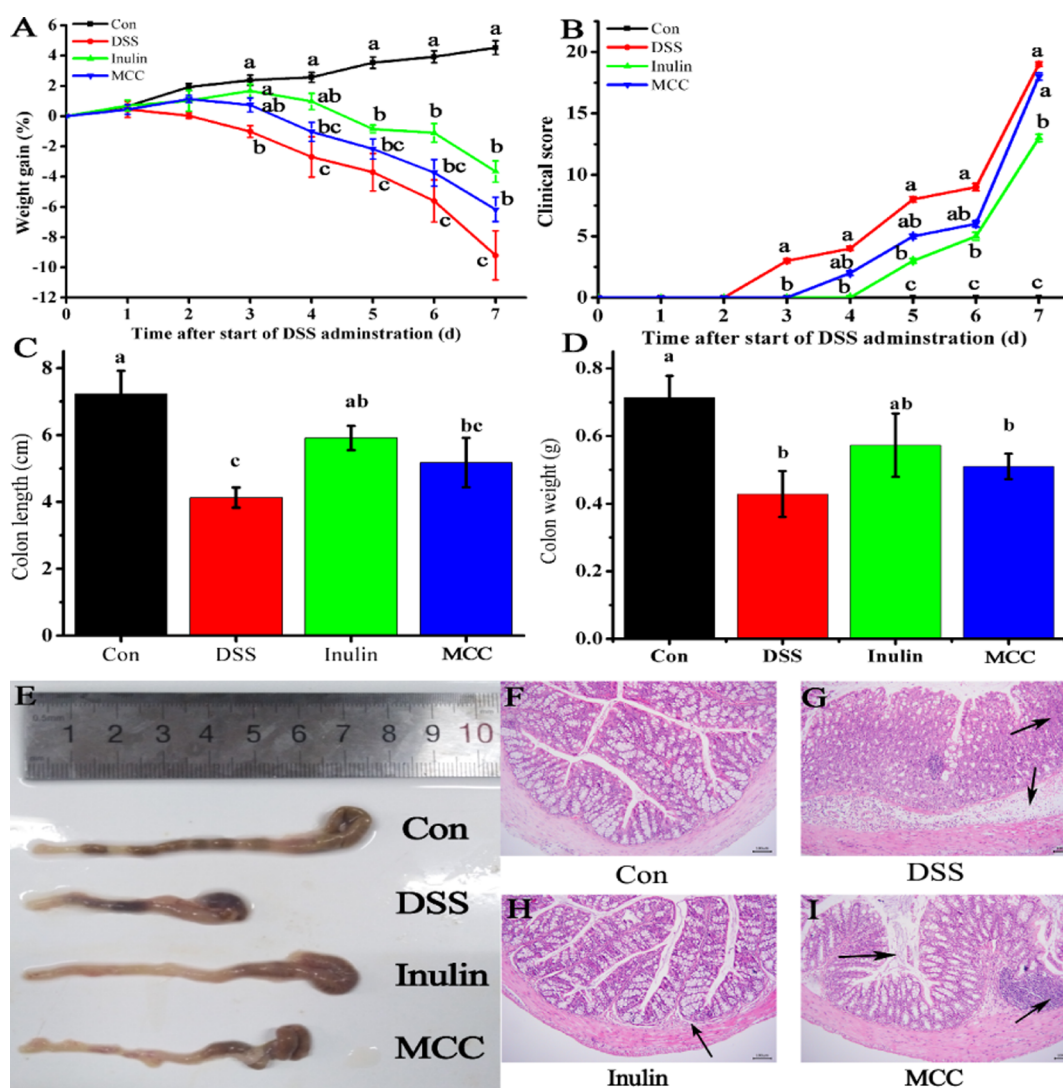 A
Con
DSS
Inulin
MCC
Weight gain (%)
6
4
2
0
-2
-4
-6
-8
-10
-12
a
a
a
a
a
a
ab
b
b
b
ab
bc
bc
bc
b
b
c
c
c
c
0 1 2 3 4 5 6 7
Time after start of DSS adminstration (d)
B
Con
DSS
Inulin
MCC
Clinical score
20
15
10
5
0
a
a
a
a
a
a
b
ab
ab
ab
b
b
b
b
c
c
c
0 1 2 3 4 5 6 7
Time after start of DSS adminstration (d)
C
Colon length (cm)
8
6
4
2
0
a
c
ab
bc
Con DSS Inulin MCC
D
Colon weight (g)
0.8
0.6
0.4
0.2
0.0
a
b
ab
b
Con DSS Inulin MCC
E
0.5mm
1 2 3 4 5 6 7 8 9 10
Con
DSS
Inulin
MCC
F
Con
G
DSS
H
Inulin
I
MCC